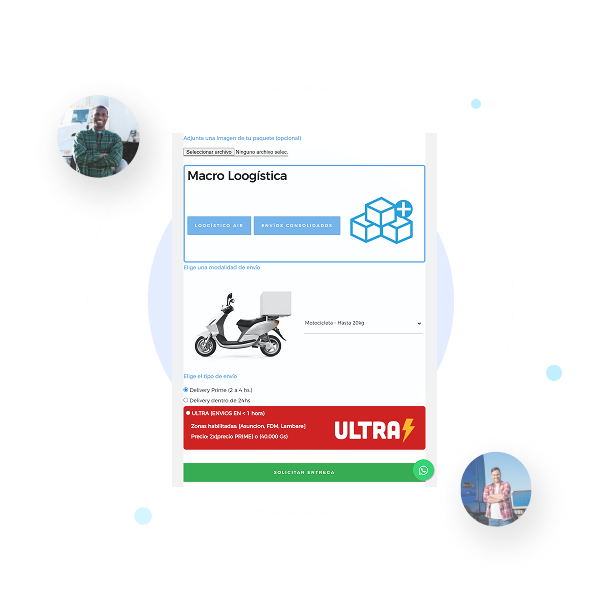 Adjunta una imagen de tu paquete (opcional)
Seleccionar archivo Ninguno archivo selec.
Macro Loogística
LOOGÍSTICO AIR ENVÍOS CONSOLIDADOS
Elige una modalidad de envío
Motocicleta - Hasta 20kg
Elige el tipo de envío
Delivery Prime (2 a 4 hs.)
Delivery dentro de 24hs
ULTRA (ENVIOS EN < 1 hora)
Zonas habilitadas: [Asuncion, FDM, Lambare]
Precio: 2x(precio PRIME) o (40.000 Gs)
ULTRA
SOLICITAR ENTREGA